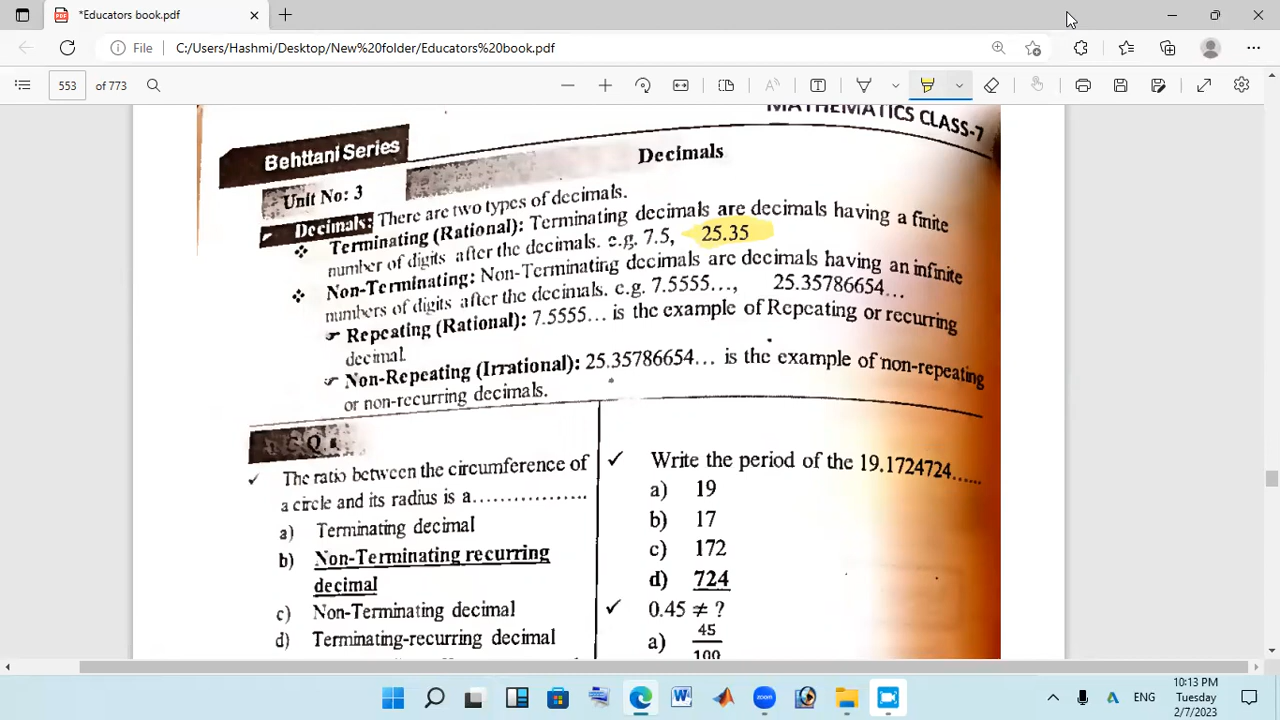 *Educators book.pdf
File
C:/Users/Hashmi/Desktop/New%20folder/Educators%20book.pdf
553 of 773
MATHEMATICS CLASS-7
Behttani Series
Decimals
Unit No: 3
Decimals: There are two types of decimals.
Terminating (Rational): Terminating decimals are decimals having a finite
number of digits after the decimals. e.g. 7.5, 25.35
Non-Terminating: Non-Terminating decimals are decimals having an infinite
numbers of digits after the decimals. e.g. 7.5555..., 25.35786654...
Repeating (Rational): 7.5555... is the example of Repeating or recurring
decimal.
Non-Repeating (Irrational): 25.35786654... is the example of non-repeating
or non-recurring decimals.
The ratio between the circumference of
a circle and its radius is a.................
a) Terminating decimal
b) Non-Terminating recurring
decimal
c) Non-Terminating decimal
d) Terminating-recurring decimal
Write the period of the 19.1724724......
a) 19
b) 17
c) 172
d) 724
0.45 ≠ ?
a) 45
100
ENG
10:13 PM
Tuesday
2/7/2023